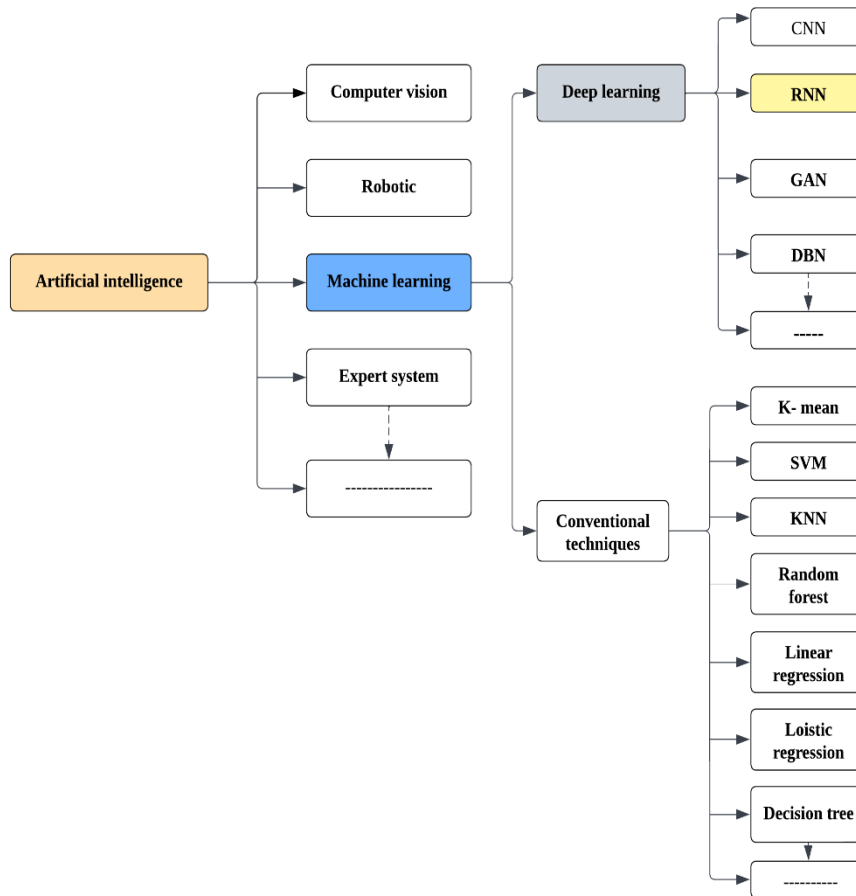 Artificial intelligence
Computer vision
Robotic
Machine learning
Expert system
----------------
Deep learning
Conventional
techniques
CNN
RNN
GAN
DBN
-----
K- mean
SVM
KNN
Random
forest
Linear
regression
Loistic
regression
Decision tree
----------